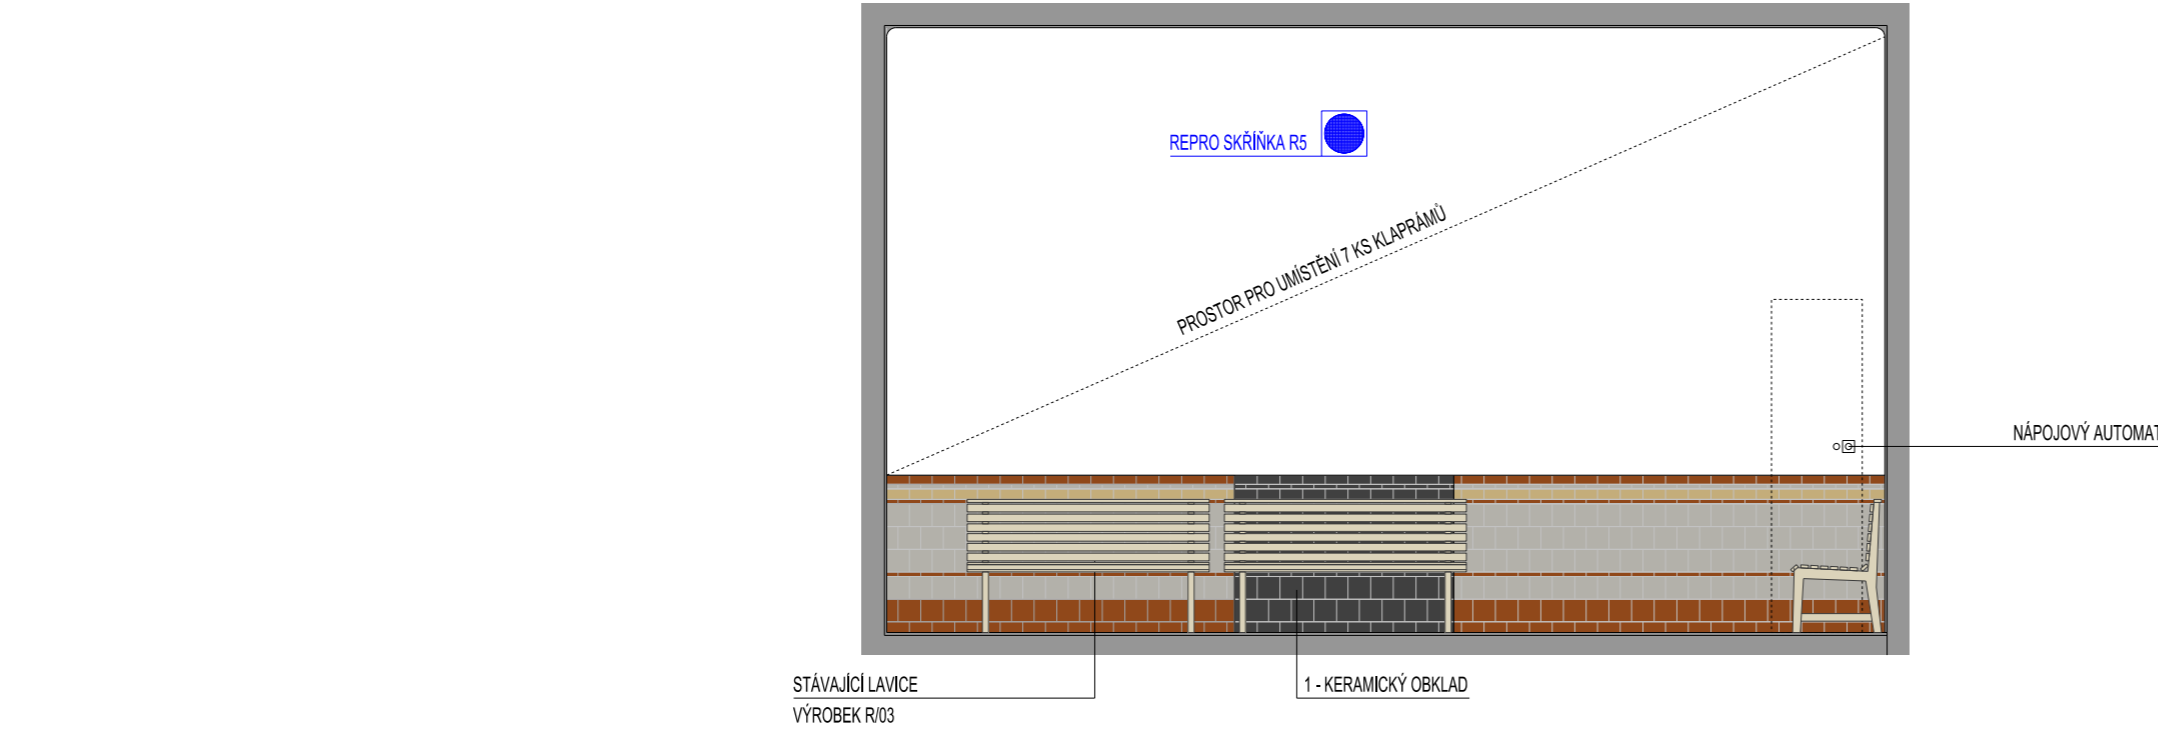 REPRO SKŘÍŇKA R5
PROSTOR PRO UMÍSTĚNÍ 7 KS KLAPRÁMŮ
NÁPOJOVÝ AUTOMAT
STÁVAJÍCÍ LAVICE
VÝROBEK R/03
1 - KERAMICKÝ OBKLAD